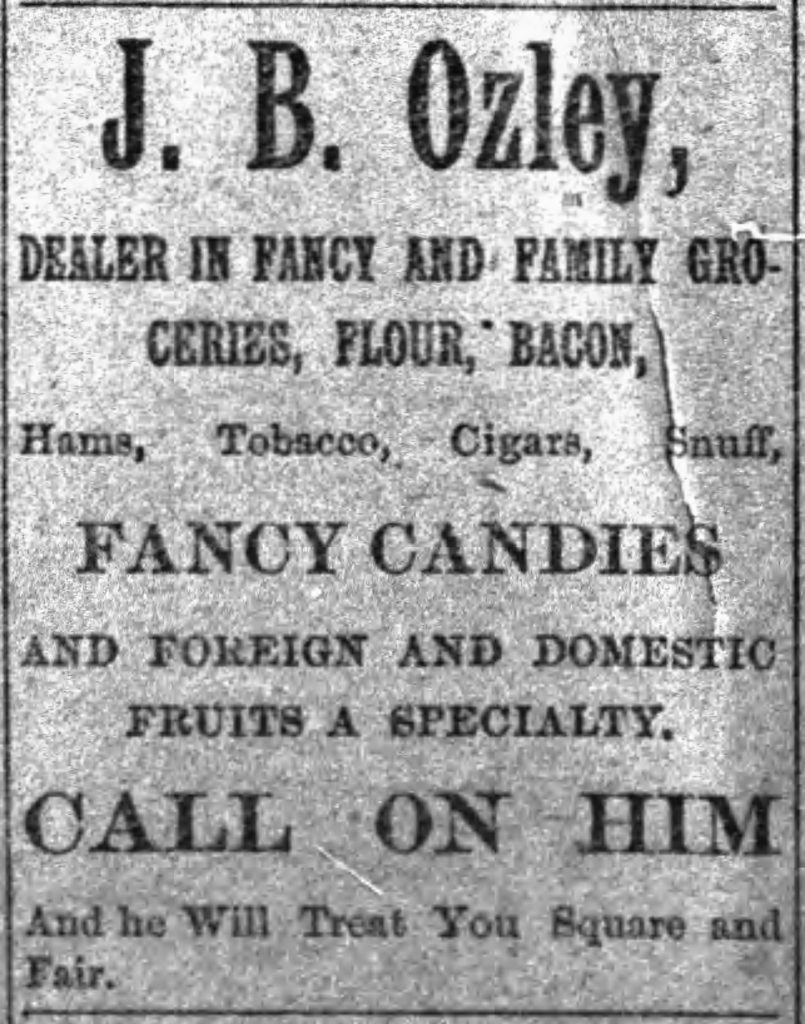 J. B. Ozley,
DEALER IN FANCY AND FAMILY GRO-
CERIES, FLOUR, BACON,
Hams, Tobacco, Cigars, Snuff,
FANCY CANDIES
AND FOREIGN AND DOMESTIC
FRUITS A SPECIALTY.
CALL ON HIM
And he Will Treat You Square and
Fair.